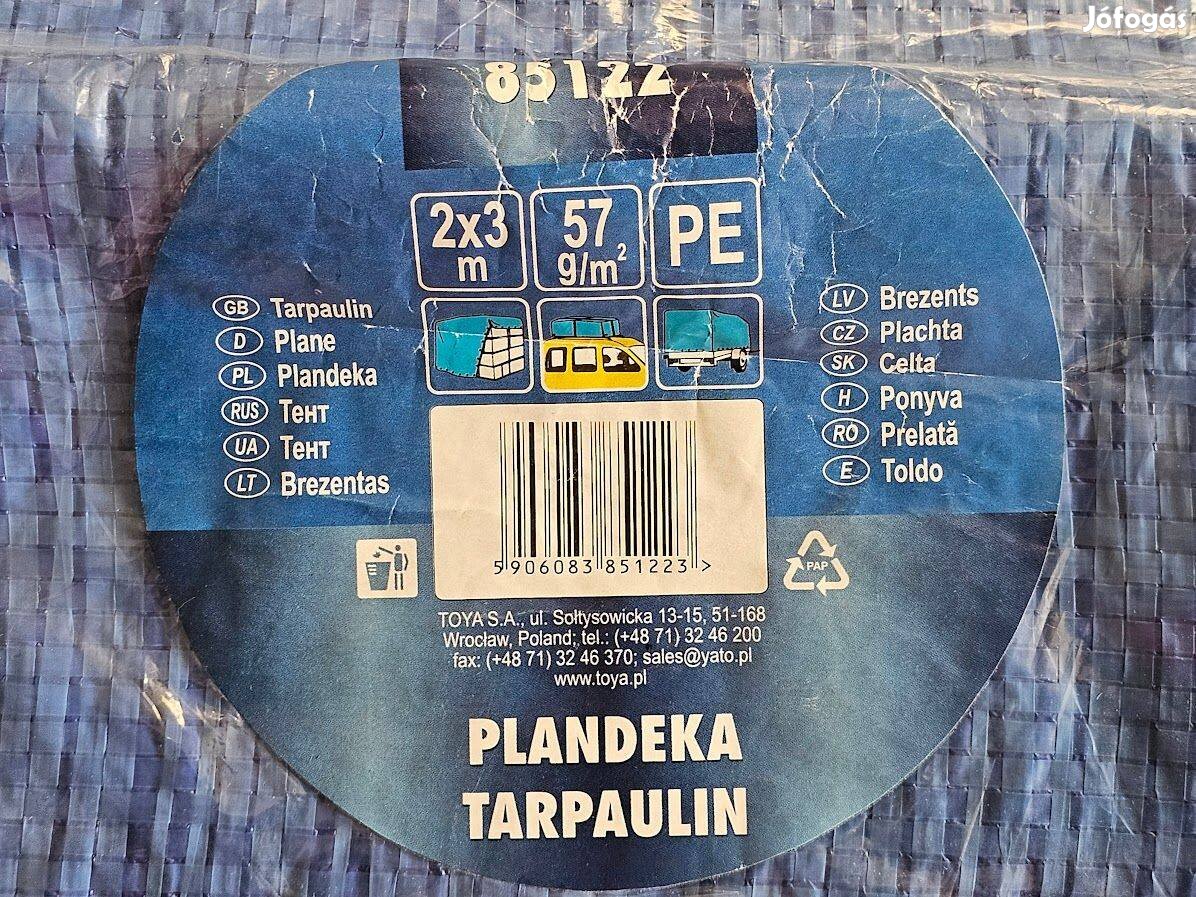 Jófogás
85122
2x3 m
57 g/m²
PE
GB Tarpaulin
D Plane
PL Plandeka
RUS Тент
UA Тент
LT Brezentas
LV Brezents
CZ Plachta
SK Celta
H Ponyva
RO Prelată
E Toldo
5906083851223>
PAP
TOYA S.A., ul. Sołtysowicka 13-15, 51-168
Wrocław, Poland; tel.: (+48 71) 32 46 200
fax: (+48 71) 32 46 370; sales@yato.pl
www.toya.pl
PLANDEKA
TARPAULIN